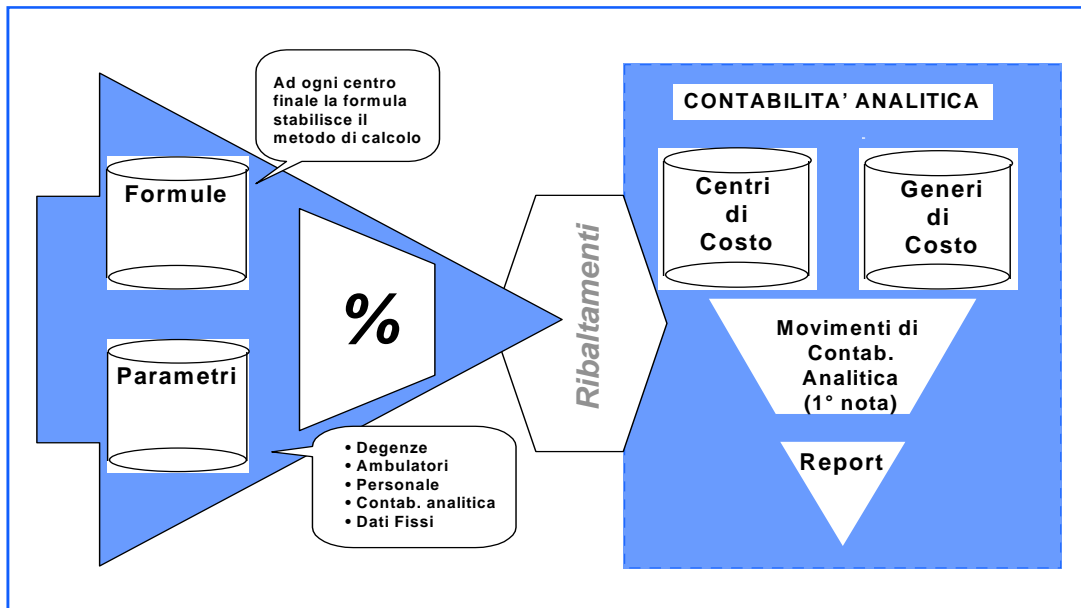 Ad ogni centro
finale la formula
stabilisce il
metodo di calcolo
Formule
Parametri
%
• Degenze
• Ambulatori
• Personale
• Contab. analitica
• Dati Fissi
Ribaltamenti
CONTABILITA’ ANALITICA
Centri
di
Costo
Generi
di
Costo
Movimenti di
Contab.
Analitica
(1° nota)
Report